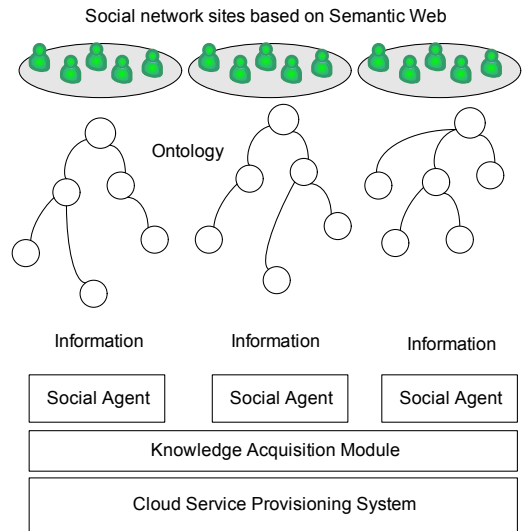 Social network sites based on Semantic Web
Ontology
Information
Information
Information
Social Agent
Social Agent
Social Agent
Knowledge Acquisition Module
Cloud Service Provisioning System